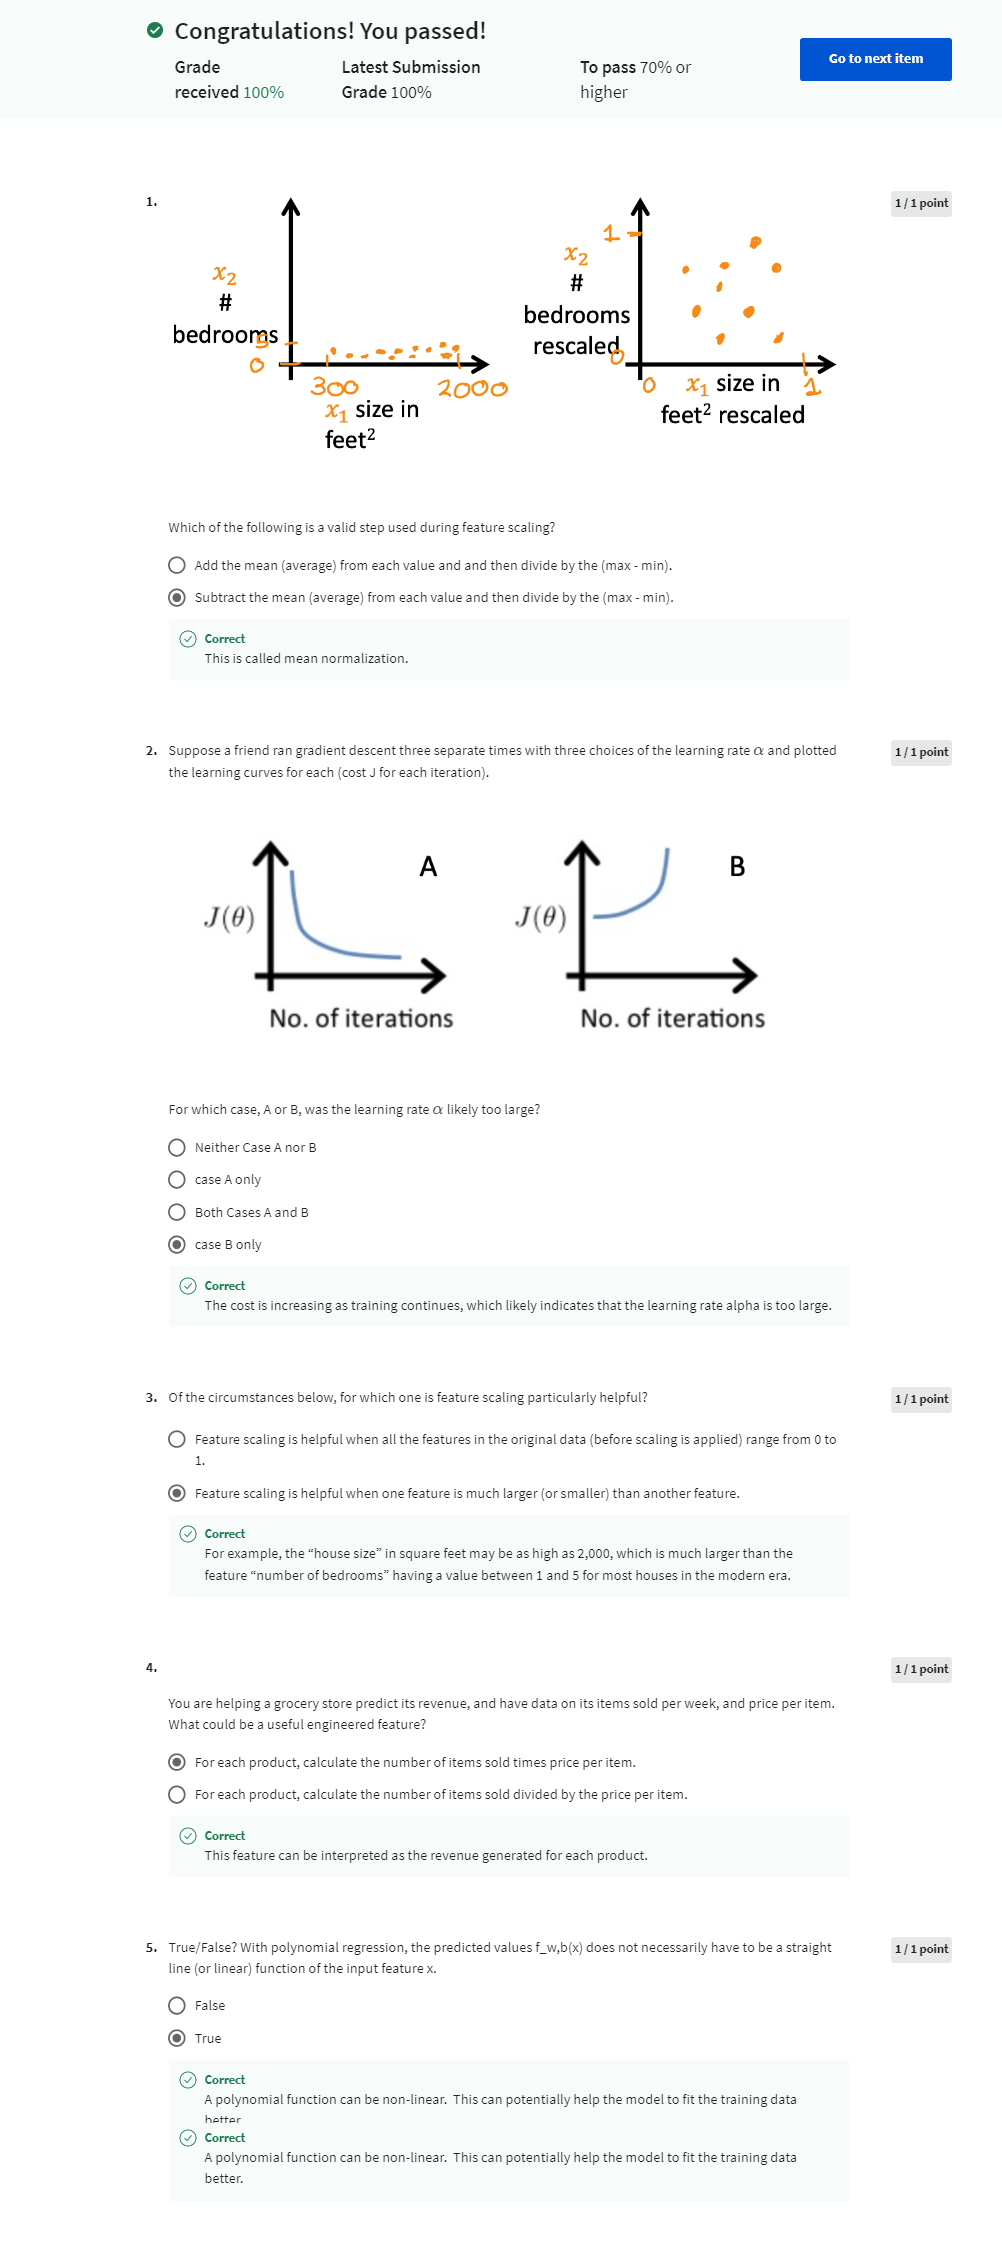 Congratulations! You passed!
Grade received 100%
Latest Submission Grade 100%
To pass 70% or higher
Go to next item
1.
1 / 1 point
x₂
#
bedrooms
5
0
300
2000
x₁ size in
feet²
1
x₂
#
bedrooms
rescaled
0
0
x₁ size in
1
feet² rescaled
Which of the following is a valid step used during feature scaling?
Add the mean (average) from each value and and then divide by the (max - min).
Subtract the mean (average) from each value and then divide by the (max - min).
Correct
This is called mean normalization.
2. Suppose a friend ran gradient descent three separate times with three choices of the learning rate α and plotted
the learning curves for each (cost J for each iteration).
1 / 1 point
A
J(θ)
No. of iterations
B
J(θ)
No. of iterations
For which case, A or B, was the learning rate α likely too large?
Neither Case A nor B
case A only
Both Cases A and B
case B only
Correct
The cost is increasing as training continues, which likely indicates that the learning rate alpha is too large.
3. Of the circumstances below, for which one is feature scaling particularly helpful?
1 / 1 point
Feature scaling is helpful when all the features in the original data (before scaling is applied) range from 0 to
1.
Feature scaling is helpful when one feature is much larger (or smaller) than another feature.
Correct
For example, the “house size” in square feet may be as high as 2,000, which is much larger than the
feature “number of bedrooms” having a value between 1 and 5 for most houses in the modern era.
4.
1 / 1 point
You are helping a grocery store predict its revenue, and have data on its items sold per week, and price per item.
What could be a useful engineered feature?
For each product, calculate the number of items sold times price per item.
For each product, calculate the number of items sold divided by the price per item.
Correct
This feature can be interpreted as the revenue generated for each product.
5. True/False? With polynomial regression, the predicted values f_w,b(x) does not necessarily have to be a straight
line (or linear) function of the input feature x.
1 / 1 point
False
True
Correct
A polynomial function can be non-linear. This can potentially help the model to fit the training data
better
Correct
A polynomial function can be non-linear. This can potentially help the model to fit the training data
better.